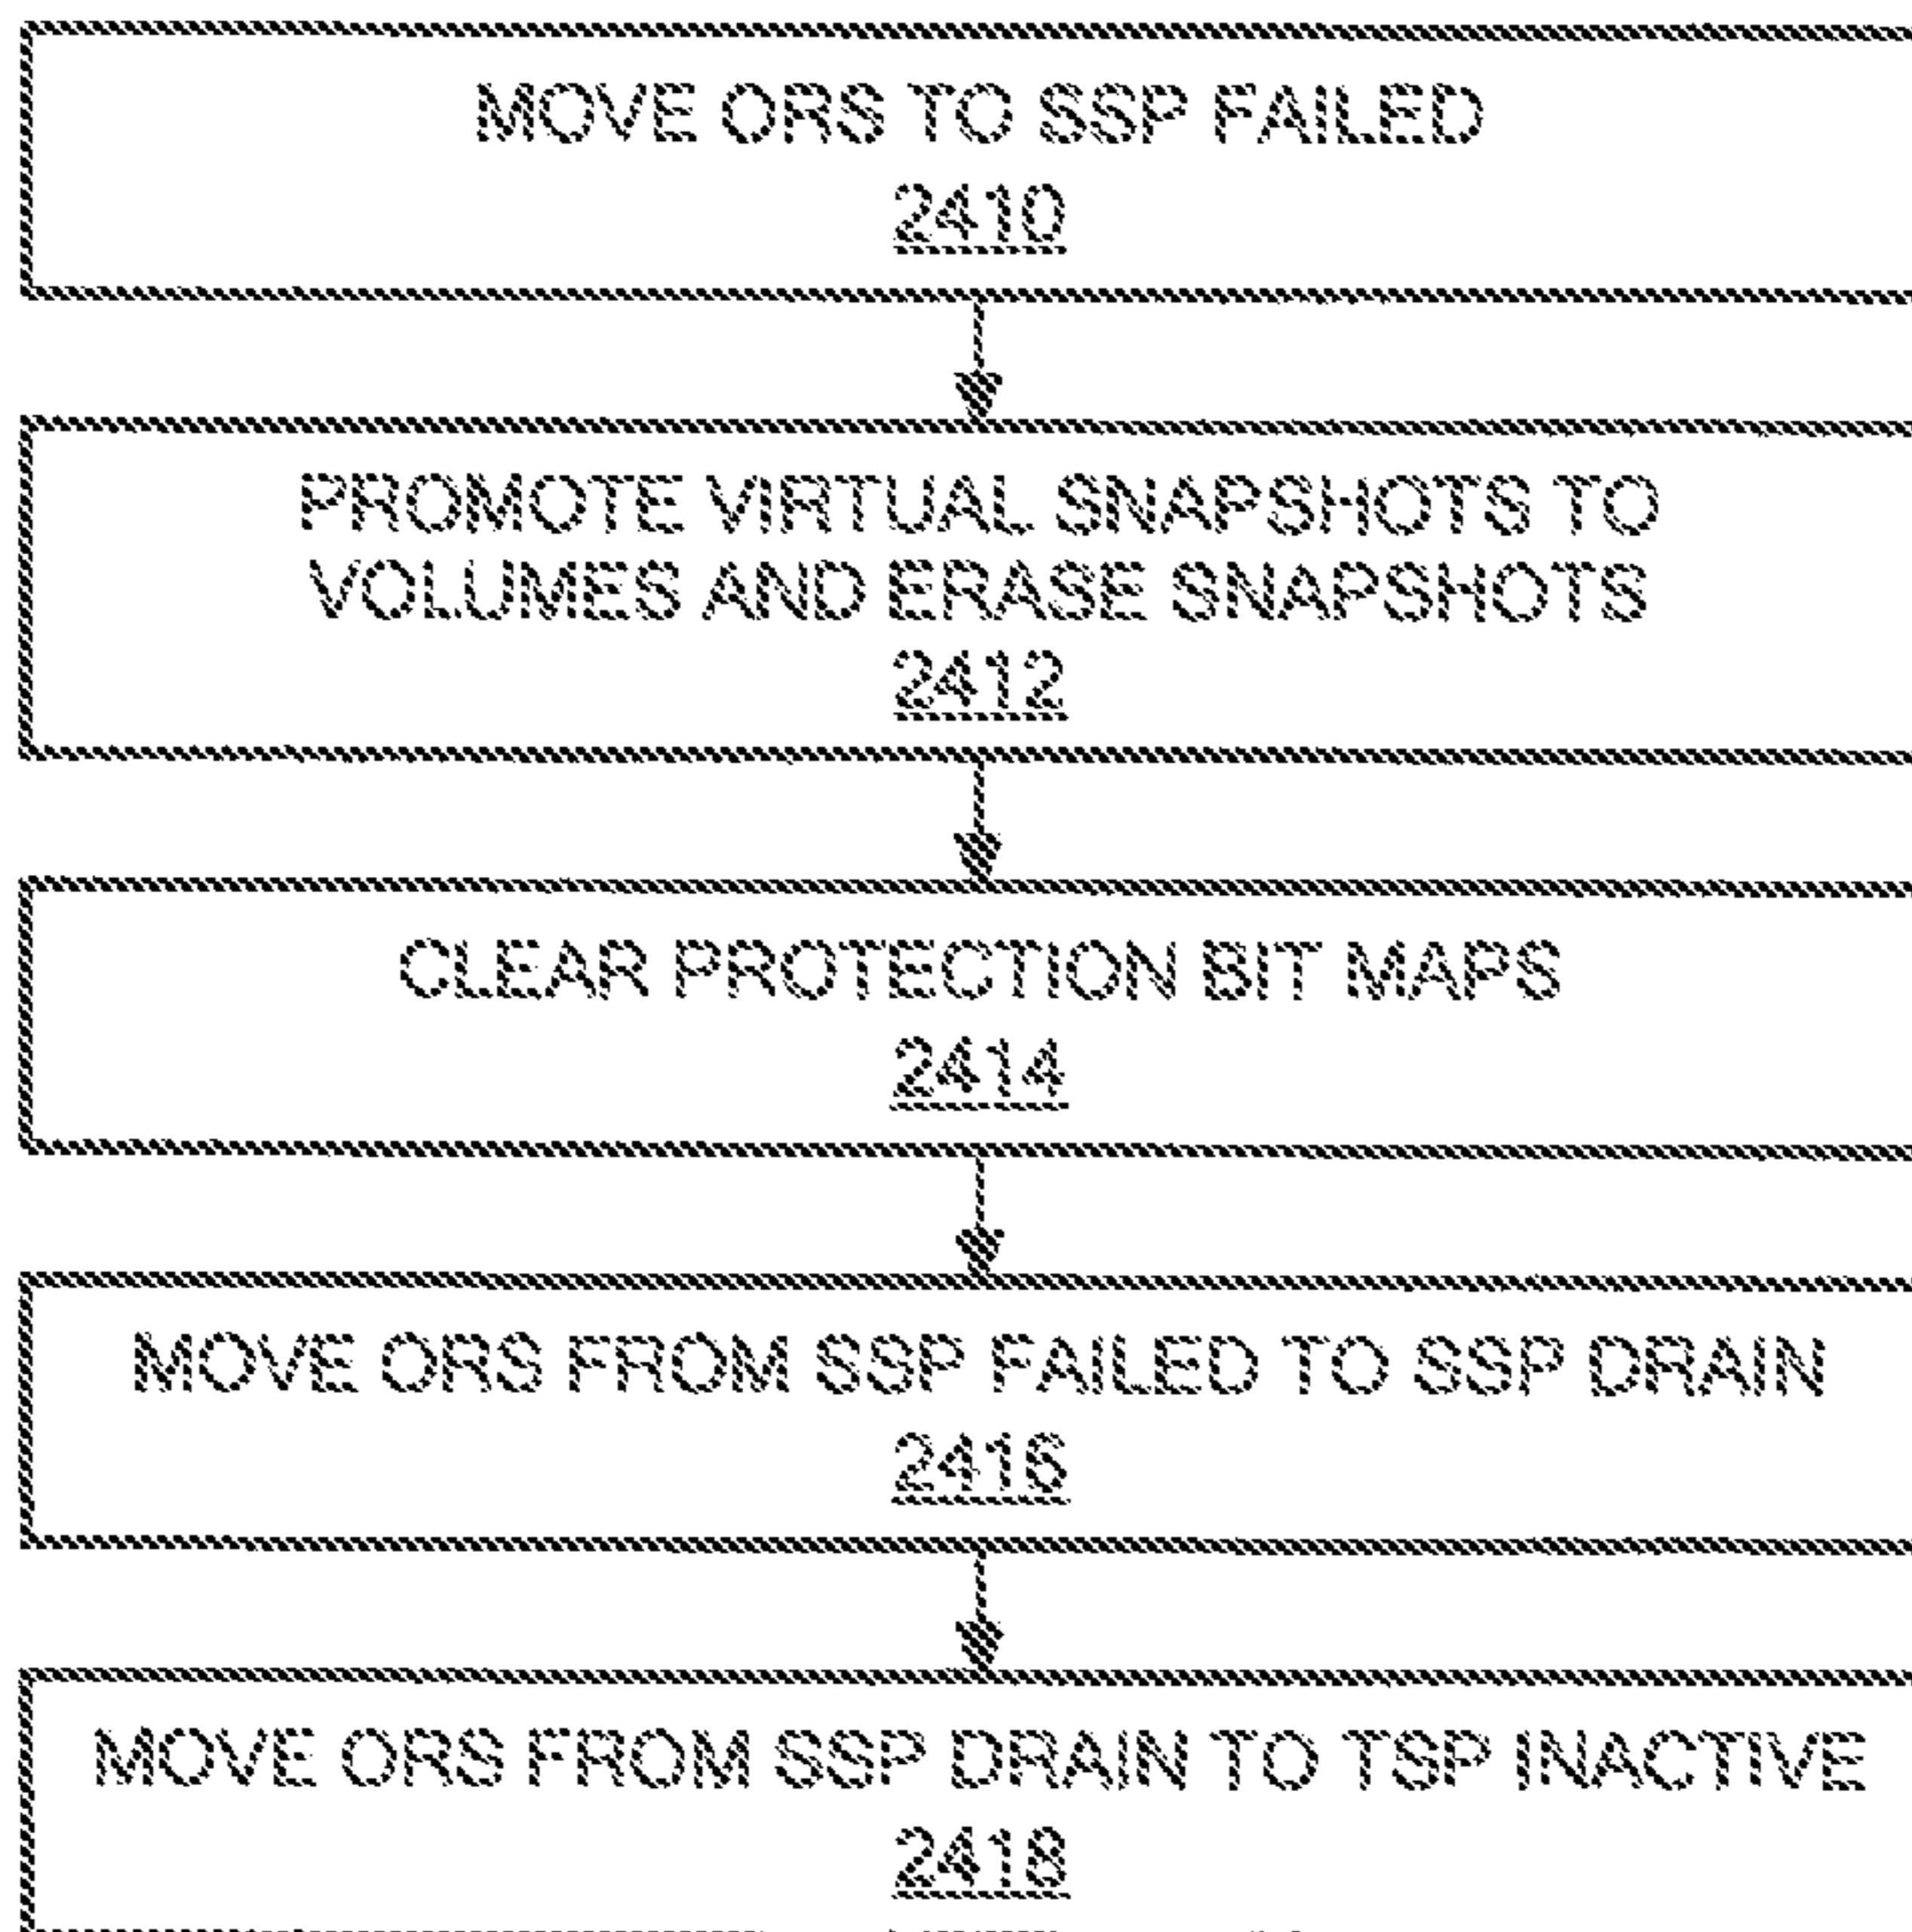 MOVE ORS TO SSP FAILED
2410
PROMOTE VIRTUAL SNAPSHOTS TO
VOLUMES AND ERASE SNAPSHOTS
2412
CLEAR PROTECTION BIT MAPS
2414
MOVE ORS FROM SSP FAILED TO SSP DRAIN
2416
MOVE ORS FROM SSP DRAIN TO TSP INACTIVE
2418